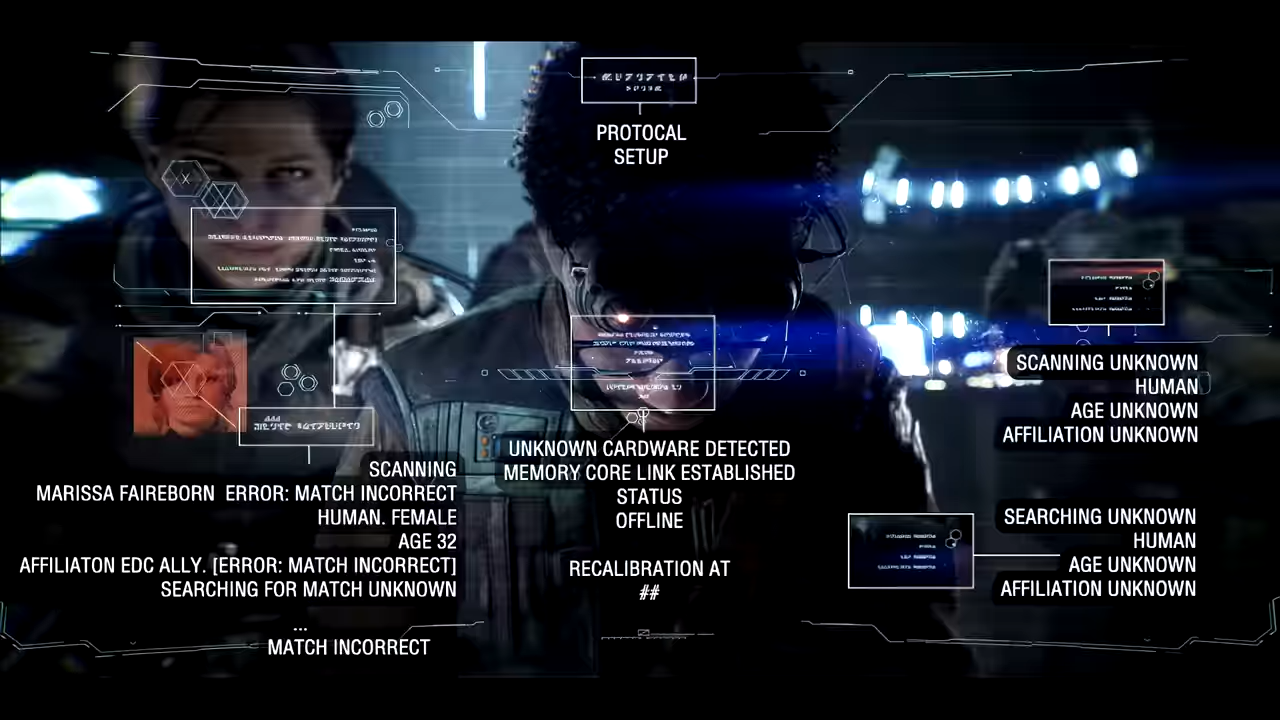 PROTOCAL
SETUP
SCANNING
MARISSA FAIREBORN ERROR: MATCH INCORRECT
HUMAN. FEMALE
AGE 32
AFFILIATON EDC ALLY. [ERROR: MATCH INCORRECT]
SEARCHING FOR MATCH UNKNOWN
...
MATCH INCORRECT
UNKNOWN CARDWARE DETECTED
MEMORY CORE LINK ESTABLISHED
STATUS
OFFLINE
RECALIBRATION AT
##
SCANNING UNKNOWN
HUMAN
AGE UNKNOWN
AFFILIATION UNKNOWN
SEARCHING UNKNOWN
HUMAN
AGE UNKNOWN
AFFILIATION UNKNOWN